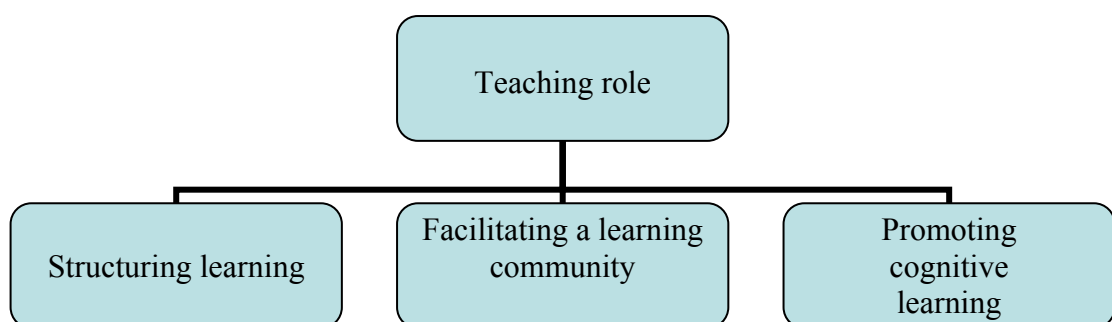 Teaching role
Structuring learning
Facilitating a learning
community
Promoting
cognitive
learning